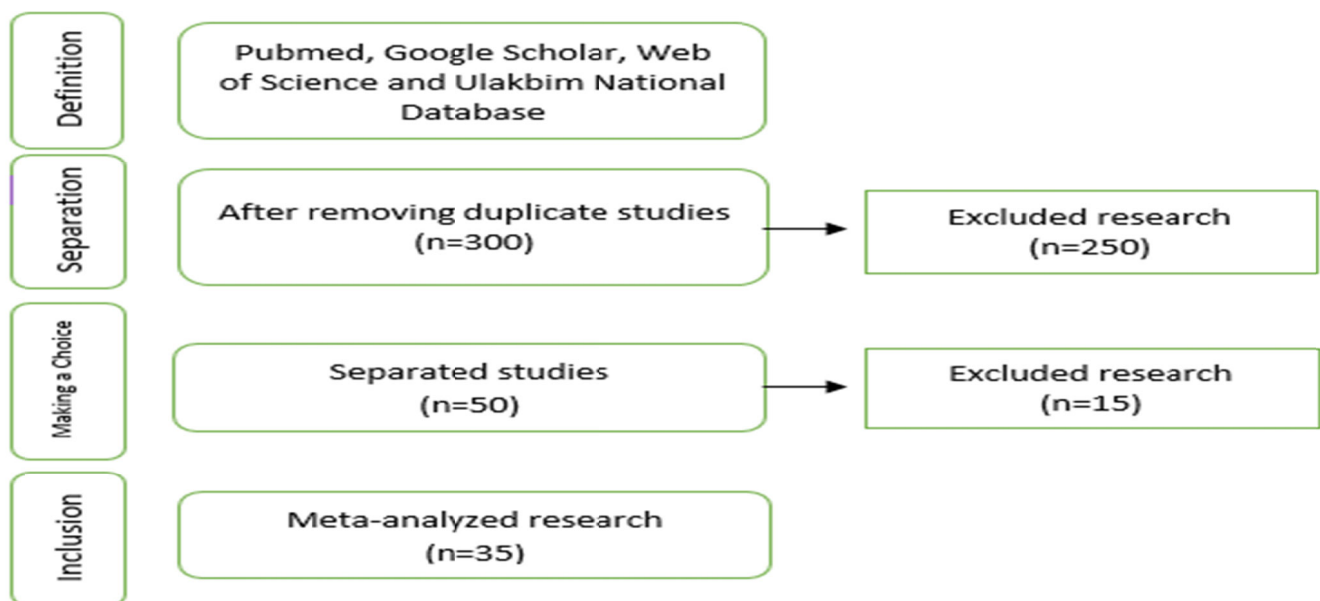 Definition
Pubmed, Google Scholar, Web
of Science and Ulakbim National
Database
Separation
After removing duplicate studies
(n=300)
Excluded research
(n=250)
Making a Choice
Separated studies
(n=50)
Excluded research
(n=15)
Inclusion
Meta-analyzed research
(n=35)